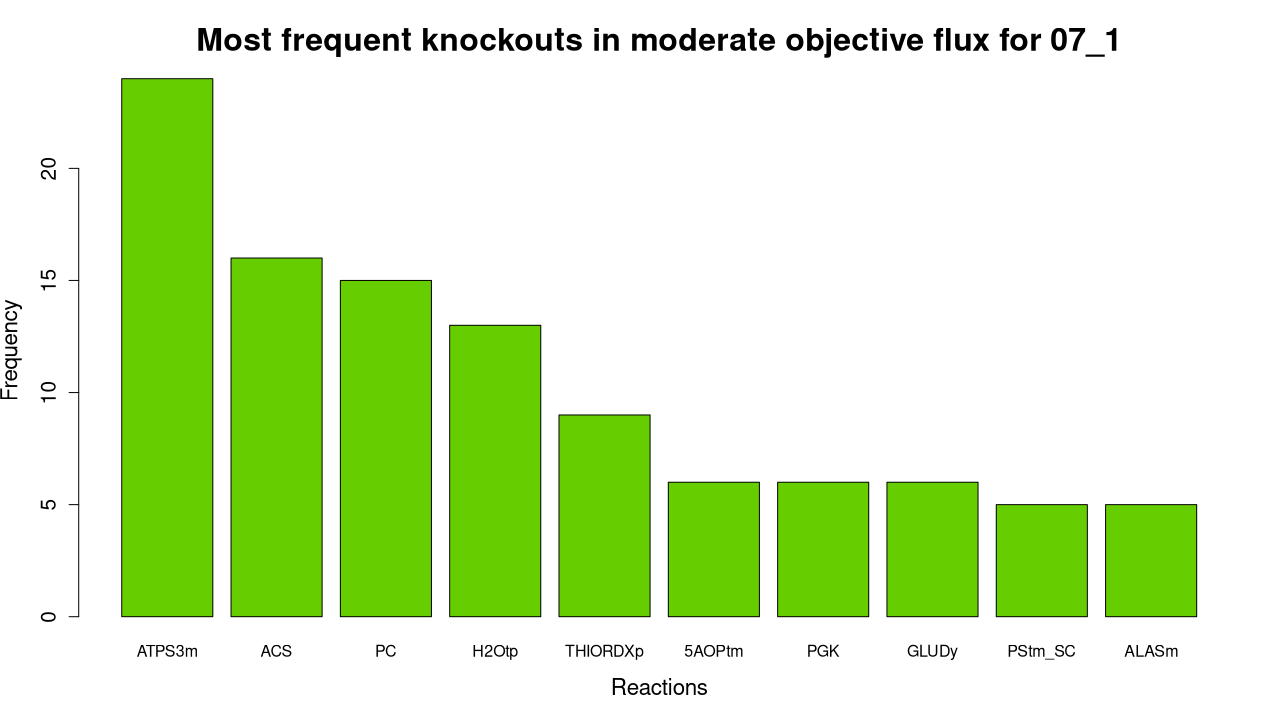 Most frequent knockouts in moderate objective flux for 07_1
Frequency
20
15
10
5
0
ATPS3m ACS PC H2Otp THIORDXp 5AOPtm PGK GLUDy PStm_SC ALASm
Reactions